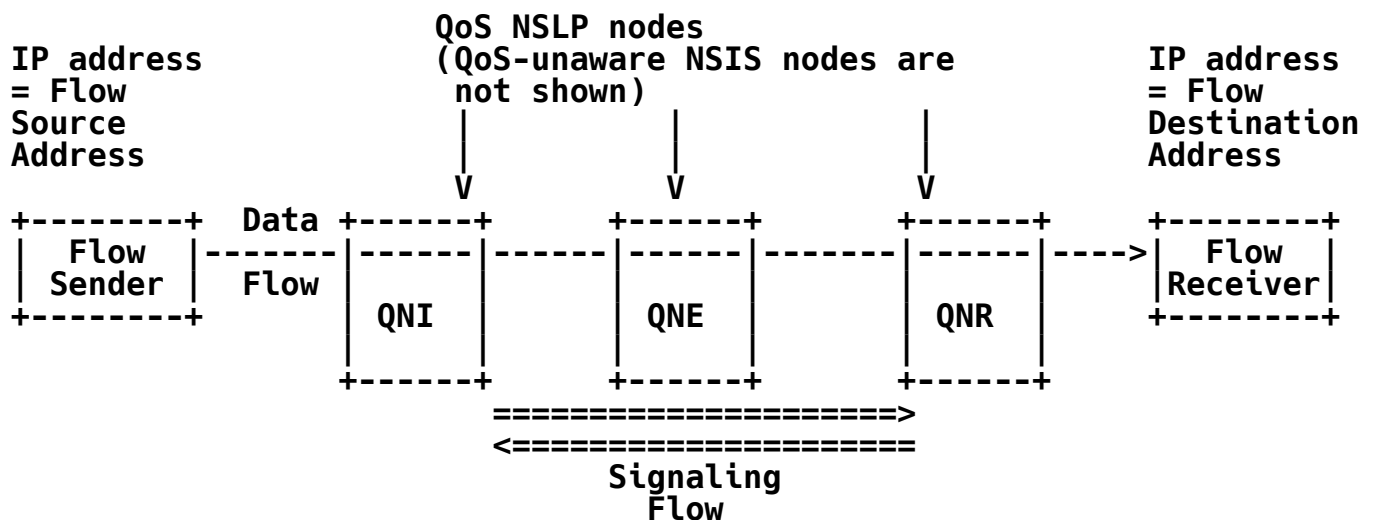 QoS NSLP nodes
IP address (QoS-unaware NSIS nodes are IP address
= Flow not shown) = Flow
Source Destination
Address Address
V V V
Data
Flow Flow
Sender Flow Receiver
QNI QNE QNR
Signaling
Flow